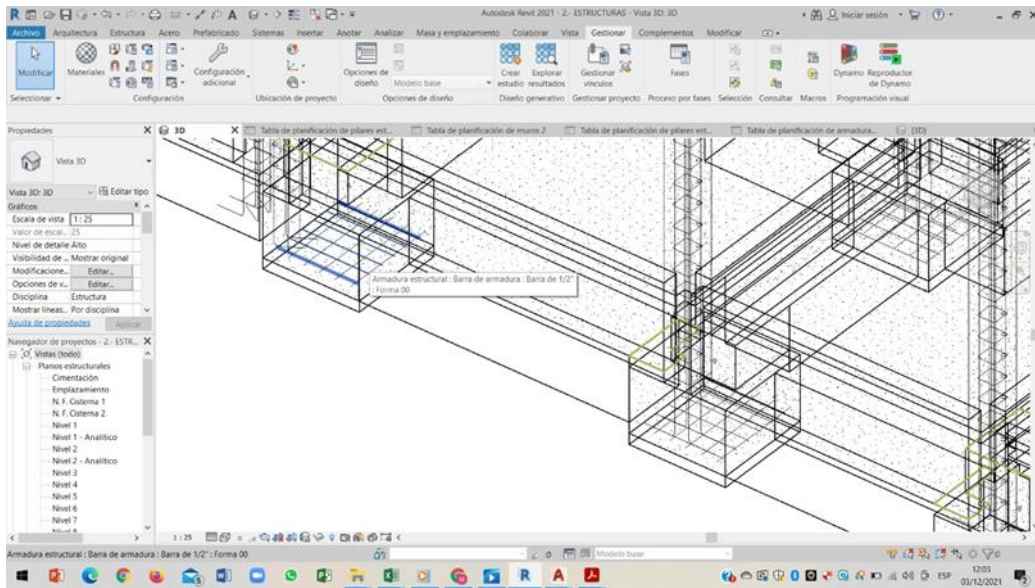 Autodesk Revit 2021 - 2.- ESTRUCTURAS - Vista 3D: 3D
Iniciar sesión
Archivo Arquitectura Estructura Acero Prefabricado Sistemas Insertar Anotar Analizar Masa y emplazamiento Colaborar Vista Gestionar Complementos Modificar
Modificar Materiales Configuración adicional Opciones de diseño Modelo base Crear estudio Explorar resultados Gestionar vínculos Fases Dynamo Reproductor de Dynamo
Seleccionar Configuración Ubicación de proyecto Opciones de diseño Diseño generativo Gestionar proyecto Proceso por fases Selección Consultar Macros Programación visual
Propiedades
3D Tabla de planificación de pilares est... Tabla de planificación de muros 2 Tabla de planificación de pilares est... Tabla de planificación de armadura... {3D}
Vista 3D
Vista 3D: 3D Editar tipo
Gráficos
Escala de vista 1 : 25
Valor de escal... 25
Nivel de detalle Alto
Visibilidad de ... Mostrar original
Modificacione... Editar...
Opciones de v... Editar...
Disciplina Estructura
Mostrar líneas... Por disciplina
Ayuda de propiedades Aplicar
Armadura estructural : Barra de armadura : Barra de 1/2"
: Forma 00
Navegador de proyectos - 2.- ESTR...
Vistas (todo)
Planos estructurales
Cimentación
Emplazamiento
N. F. Cisterna 1
N. F. Cisterna 2
Nivel 1
Nivel 1 - Analítico
Nivel 2
Nivel 2 - Analítico
Nivel 3
Nivel 4
Nivel 5
Nivel 6
Nivel 7
1 : 25
Armadura estructural : Barra de armadura : Barra de 1/2" : Forma 00
: 0 Modelo base
:0
ESP
12:03
03/12/2021